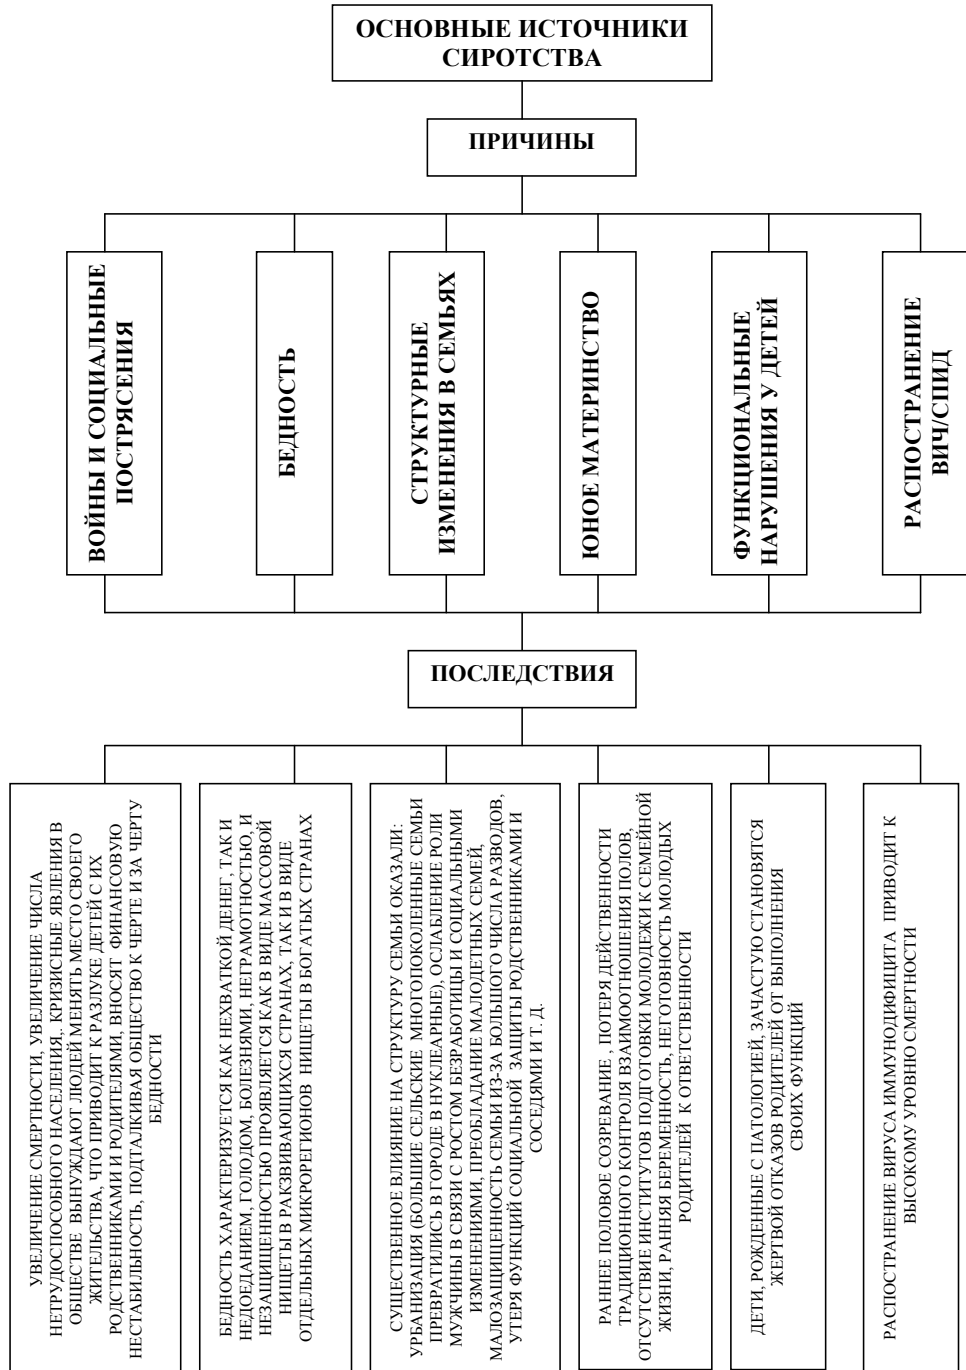 ОСНОВНЫЕ ИСТОЧНИКИ
СИРОТСТВА
ПРИЧИНЫ
ВОЙНЫ И СОЦИАЛЬНЫЕ
ПОСТРЯСЕНИЯ
БЕДНОСТЬ
СТРУКТУРНЫЕ
ИЗМЕНЕНИЯ В СЕМЬЯХ
ЮНОЕ МАТЕРИНСТВО
ФУНКЦИОНАЛЬНЫЕ
НАРУШЕНИЯ У ДЕТЕЙ
РАСПОСТРАНЕНИЕ
ВИЧ/СПИД
ПОСЛЕДСТВИЯ
УВЕЛИЧЕНИЕ СМЕРТНОСТИ, УВЕЛИЧЕНИЕ ЧИСЛА
НЕТРУДОСПОСОБНОГО НАСЕЛЕНИЯ,. КРИЗИСНЫЕ ЯВЛЕНИЯ В
ОБЩЕСТВЕ ВЫНУЖДАЮТ ЛЮДЕЙ МЕНЯТЬ МЕСТО СВОЕГО
ЖИТЕЛЬСТВА, ЧТО ПРИВОДИТ К РАЗЛУКЕ ДЕТЕЙ С ИХ
РОДСТВЕННИКАМИ И РОДИТЕЛЯМИ, ВНОСЯТ ФИНАНСОВУЮ
НЕСТАБИЛЬНОСТЬ, ПОДТАЛКИВАЯ ОБЩЕСТВО К ЧЕРТЕ И ЗА ЧЕРТУ
БЕДНОСТИ
БЕДНОСТЬ ХАРАКТЕРИЗУЕТСЯ КАК НЕХВАТКОЙ ДЕНЕГ, ТАК И
НЕДОЕДАНИЕМ, ГОЛОДОМ, БОЛЕЗНЯМИ, НЕГРАМОТНОСТЬЮ, И
НЕЗАЩИЩЕННОСТЬЮ ПРОЯВЛЯЕТСЯ КАК В ВИДЕ МАССОВОЙ
НИЩЕТЫ В РАКЗВИВАЮЩИХСЯ СТРАНАХ, ТАК И В ВИДЕ
ОТДЕЛЬНЫХ МИКРОРЕГИОНОВ НИЩЕТЫ В БОГАТЫХ СТРАНАХ
СУЩЕСТВЕННОЕ ВЛИЯНИЕ НА СТРУКТУРУ СЕМЬИ ОКАЗАЛИ:
УРБАНИЗАЦИЯ (БОЛЬШИЕ СЕЛЬСКИЕ МНОГОПОКОЛЕННЫЕ СЕМЬИ
ПРЕВРАТИЛИСЬ В ГОРОДЕ В НУКЛЕАРНЫЕ), ОСЛАБЛЕНИЕ РОЛИ
МУЖЧИНЫ В СВЯЗИ С РОСТОМ БЕЗРАБОТИЦЫ И СОЦИАЛЬНЫМИ
ИЗМЕНЕНИЯМИ, ПРЕОБЛАДАНИЕ МАЛОДЕТНЫХ СЕМЕЙ,
МАЛОЗАЩИЩЕННОСТЬ СЕМЬИ ИЗ-ЗА БОЛЬШОГО ЧИСЛА РАЗВОДОВ,
УТЕРЯ ФУНКЦИЙ СОЦИАЛЬНОЙ ЗАЩИТЫ РОДСТВЕННИКАМИ И
СОСЕДЯМИ И Т. Д.
РАННЕЕ ПОЛОВОЕ СОЗРЕВАНИЕ , ПОТЕРЯ ДЕЙСТВЕННОСТИ
ТРАДИЦИОННОГО КОНТРОЛЯ ВЗАИМООТНОШЕНИЯ ПОЛОВ,
ОТСУТСТВИЕ ИНСТИТУТОВ ПОДГОТОВКИ МОЛОДЕЖИ К СЕМЕЙНОЙ
ЖИЗНИ, РАННЯЯ БЕРЕМЕННОСТЬ, НЕГОТОВНОСТЬ МОЛОДЫХ
РОДИТЕЛЕЙ К ОТВЕТСТВЕННОСТИ
ДЕТИ, РОЖДЕННЫЕ С ПАТОЛОГИЕЙ, ЗАЧАСТУЮ СТАНОВЯТСЯ
ЖЕРТВОЙ ОТКАЗОВ РОДИТЕЛЕЙ ОТ ВЫПОЛНЕНИЯ
СВОИХ ФУНКЦИЙ
РАСПОСТРАНЕНИЕ ВИРУСА ИММУНОДИФИЦИТА ПРИВОДИТ К
ВЫСОКОМУ УРОВНЮ СМЕРТНОСТИ